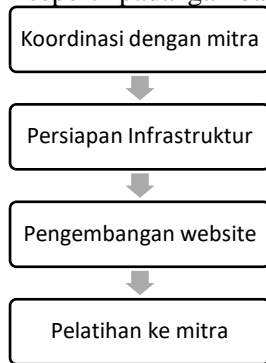 Koordinasi dengan mitra
Persiapan Infrastruktur
Pengembangan website
Pelatihan ke mitra